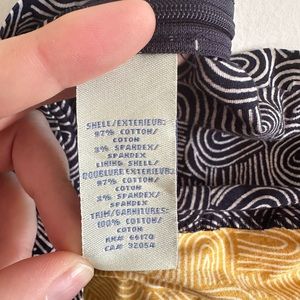 SHELL/EXTERIEUR:
97% COTTON/
COTON
3% SPANDEX/
SPANDEX
LINING SHELL/
DOUBLURE EXTERIEUR:
97% COTTON/
COTON
3% SPANDEX/
SPANDEX
TRIM/GARNITURES:
100% COTTON/
COTON
RN# 66170
CA# 32054